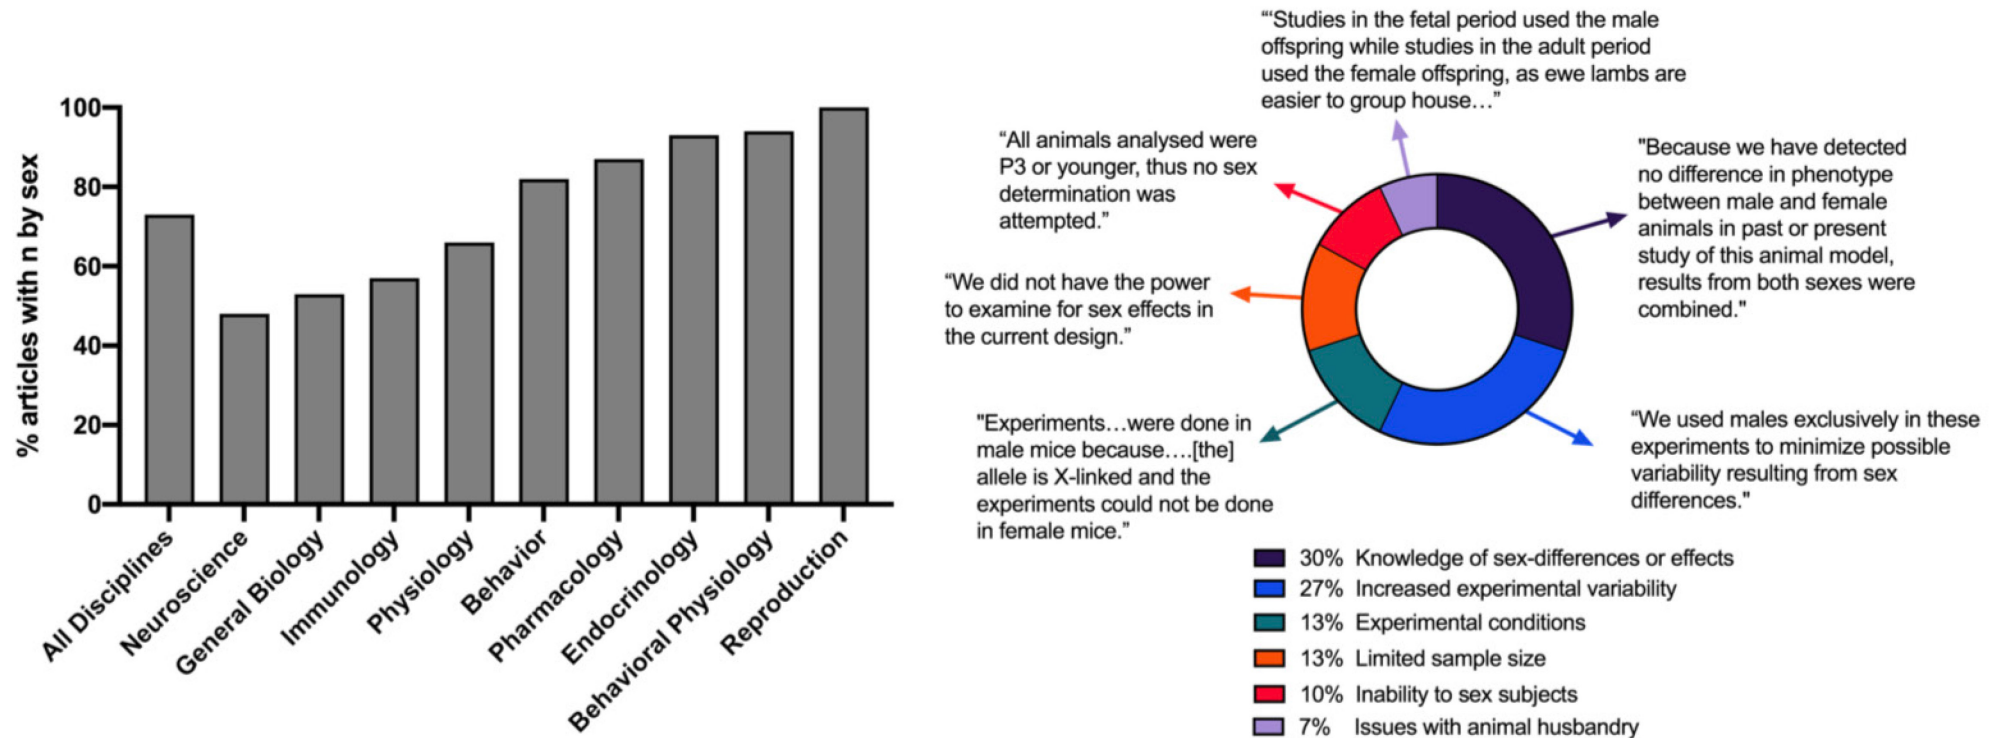 % articles with n by sex
100
80
60
40
20
0
All Disciplines
Neuroscience
General Biology
Immunology
Physiology
Behavior
Pharmacology
Endocrinology
Behavioral Physiology
Reproduction
“‘Studies in the fetal period used the male
offspring while studies in the adult period
used the female offspring, as ewe lambs are
easier to group house…”
“All animals analysed were
P3 or younger, thus no sex
determination was
attempted.”
"Because we have detected
no difference in phenotype
between male and female
animals in past or present
study of this animal model,
results from both sexes were
combined."
“We did not have the power
to examine for sex effects in
the current design.”
"Experiments…were done in
male mice because….[the]
allele is X-linked and the
experiments could not be done
in female mice.”
“We used males exclusively in these
experiments to minimize possible
variability resulting from sex
differences."
30% Knowledge of sex-differences or effects
27% Increased experimental variability
13% Experimental conditions
13% Limited sample size
10% Inability to sex subjects
7% Issues with animal husbandry